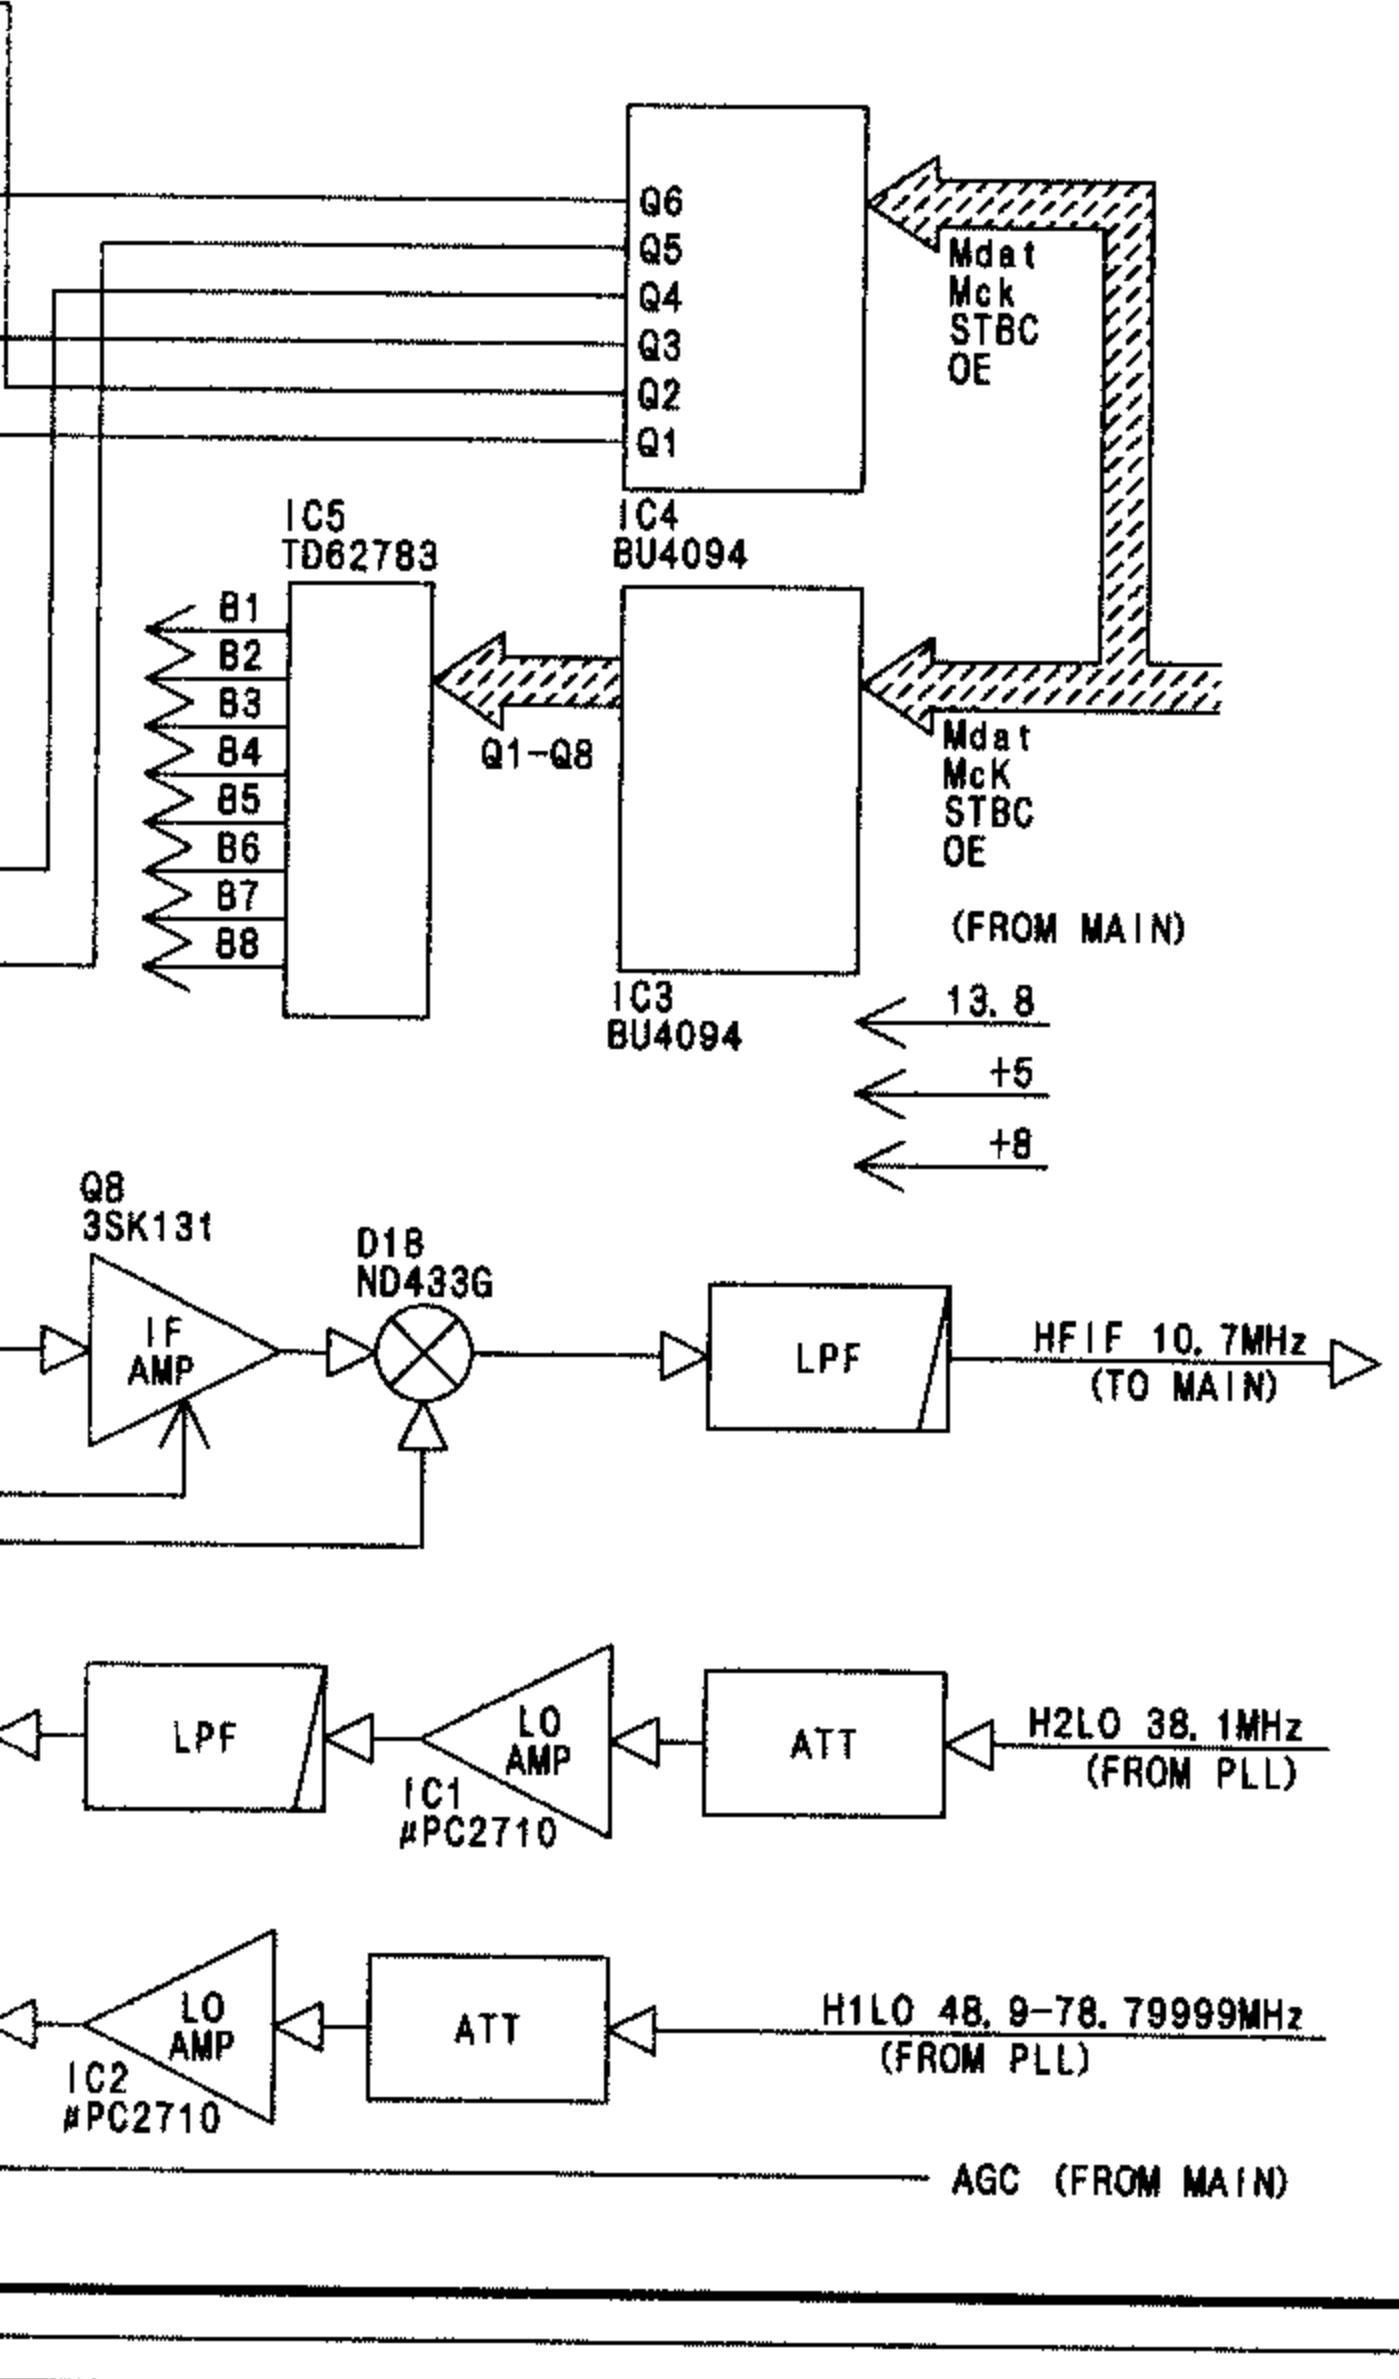 Q6
Q5
Q4
Q3
Q2
Q1
Mdat
Mck
STBC
OE
IC5
TD62783
IC4
BU4094
B1
B2
B3
B4
B5
B6
B7
B8
Q1-Q8
Mdat
McK
STBC
OE
(FROM MAIN)
IC3
BU4094
13.8
+5
+8
Q8
3SK131
IF
AMP
D18
ND433G
LPF
HFIF 10.7MHz
(TO MAIN)
LPF
LO
AMP
IC1
μPC2710
ATT
H2LO 38.1MHz
(FROM PLL)
LO
AMP
IC2
μPC2710
ATT
H1LO 48.9-78.79999MHz
(FROM PLL)
AGC (FROM MAIN)